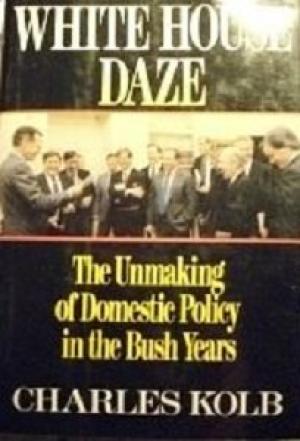 WHITE HOUSE
DAZE
The Unmaking
of Domestic Policy
in the Bush Years
CHARLES KOLB